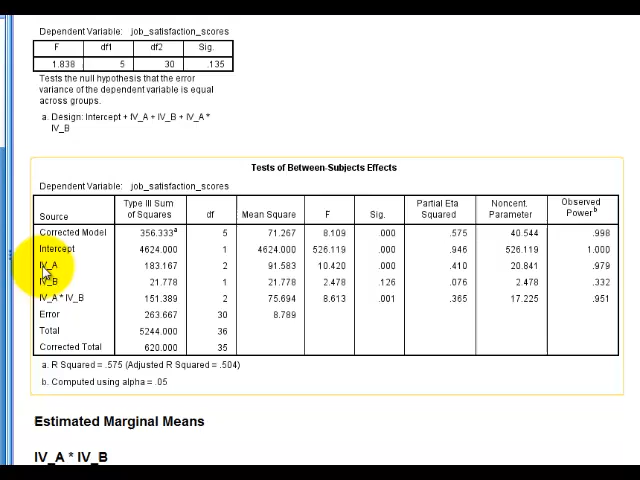 Dependent Variable: job_satisfaction_scores
F df1 df2 Sig.
1.838 5 30 .135
Tests the null hypothesis that the error
variance of the dependent variable is equal
across groups.
a. Design: Intercept + IV_A + IV_B + IV_A *
IV_B
Tests of Between-Subjects Effects
Dependent Variable: job_satisfaction_scores
Source Type III Sum of Squares df Mean Square F Sig. Partial Eta Squared Noncent. Parameter Observed Power^b
Corrected Model 356.333^a 5 71.267 8.109 .000 .575 40.544 .998
Intercept 4624.000 1 4624.000 526.119 .000 .946 526.119 1.000
IV_A 183.167 2 91.583 10.420 .000 .410 20.841 .979
IV_B 21.778 1 21.778 2.478 .126 .076 2.478 .332
IV_A * IV_B 151.389 2 75.694 8.613 .001 .365 17.225 .951
Error 263.667 30 8.789
Total 5244.000 36
Corrected Total 620.000 35
a. R Squared = .575 (Adjusted R Squared = .504)
b. Computed using alpha = .05
Estimated Marginal Means
IV_A * IV_B